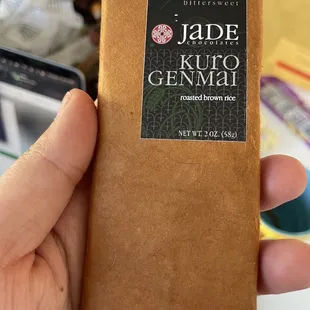 bittersweet
JADE
chocolates
KURO
GENMAI
roasted brown rice
NET WT. 2 OZ. (58g)